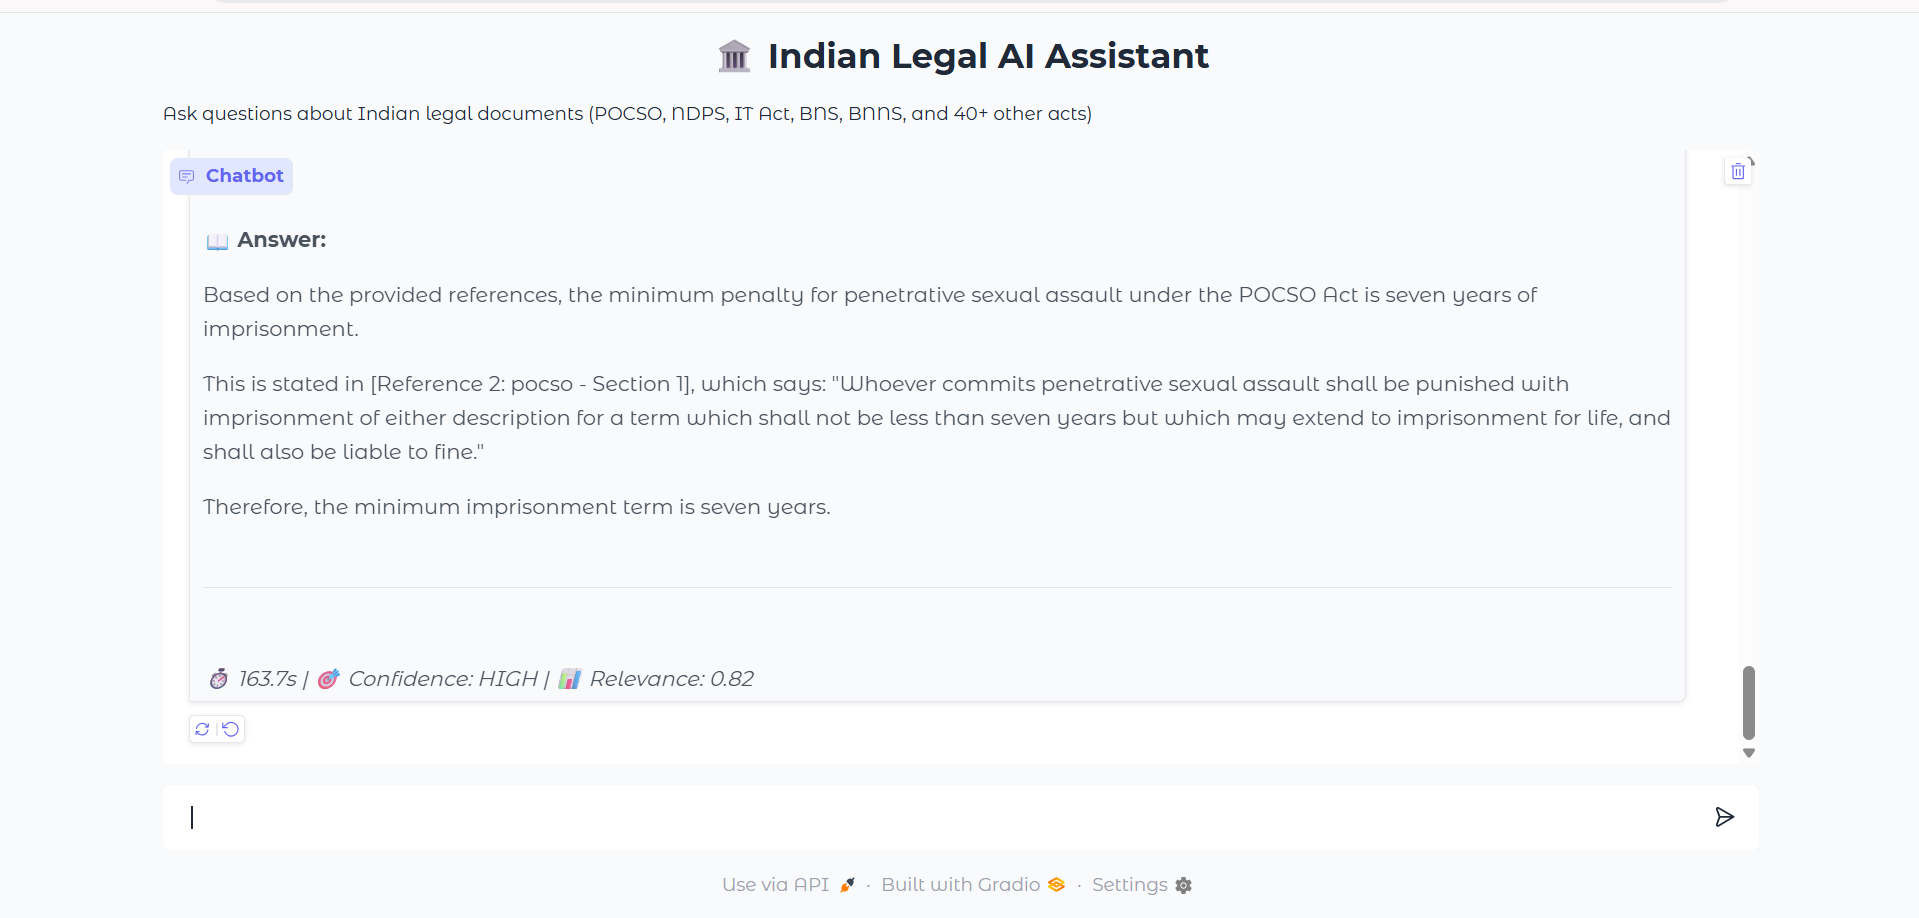 Indian Legal AI Assistant
Ask questions about Indian legal documents (POCSO, NDPS, IT Act, BNS, BNNS, and 40+ other acts)
Chatbot
Answer:
Based on the provided references, the minimum penalty for penetrative sexual assault under the POCSO Act is seven years of
imprisonment.
This is stated in [Reference 2: pocso - Section 1], which says: "Whoever commits penetrative sexual assault shall be punished with
imprisonment of either description for a term which shall not be less than seven years but which may extend to imprisonment for life, and
shall also be liable to fine."
Therefore, the minimum imprisonment term is seven years.
163.7s | Confidence: HIGH | Relevance: 0.82
Use via API · Built with Gradio · Settings